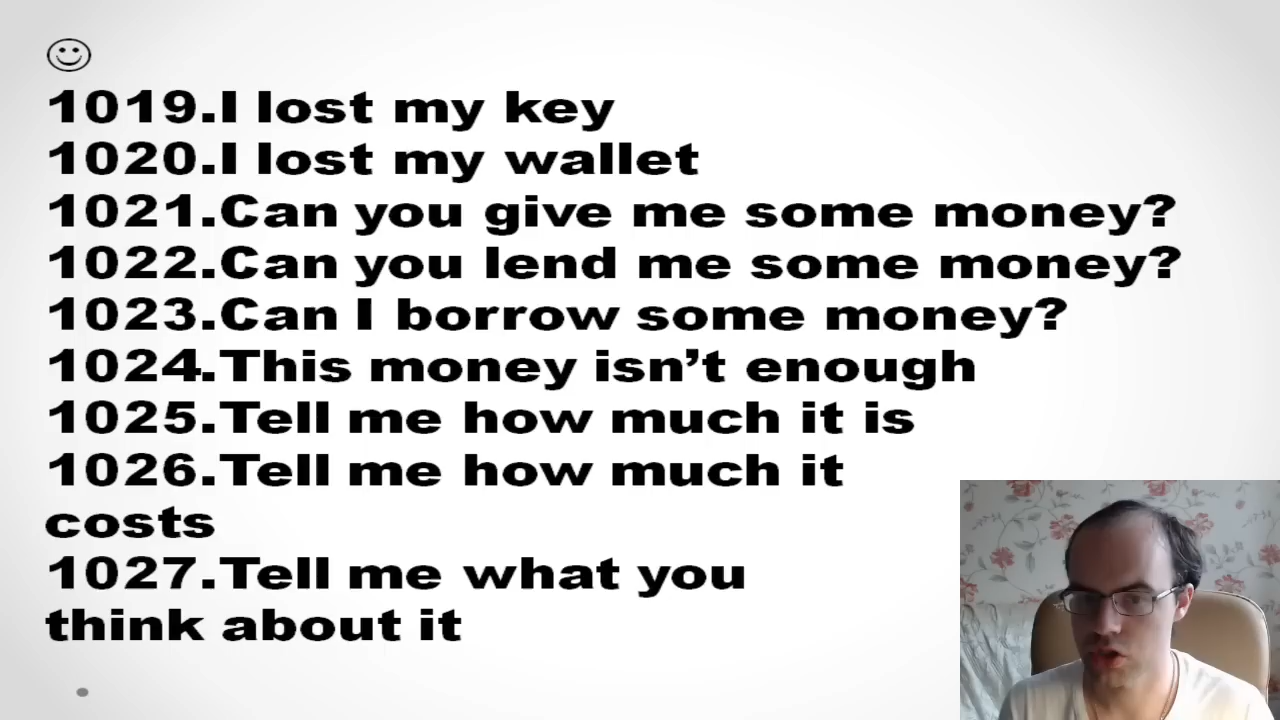 1019.I lost my key
1020.I lost my wallet
1021.Can you give me some money?
1022.Can you lend me some money?
1023.Can I borrow some money?
1024.This money isn’t enough
1025.Tell me how much it is
1026.Tell me how much it
costs
1027.Tell me what you
think about it